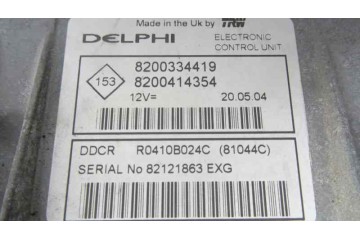 Made in the Uk by TRW
DELPHI
ELECTRONIC
CONTROL UNIT
153
8200334419
8200414354
12V=
20.05.04
DDCR R0410B024C (81044C)
SERIAL No 82121863 EXG